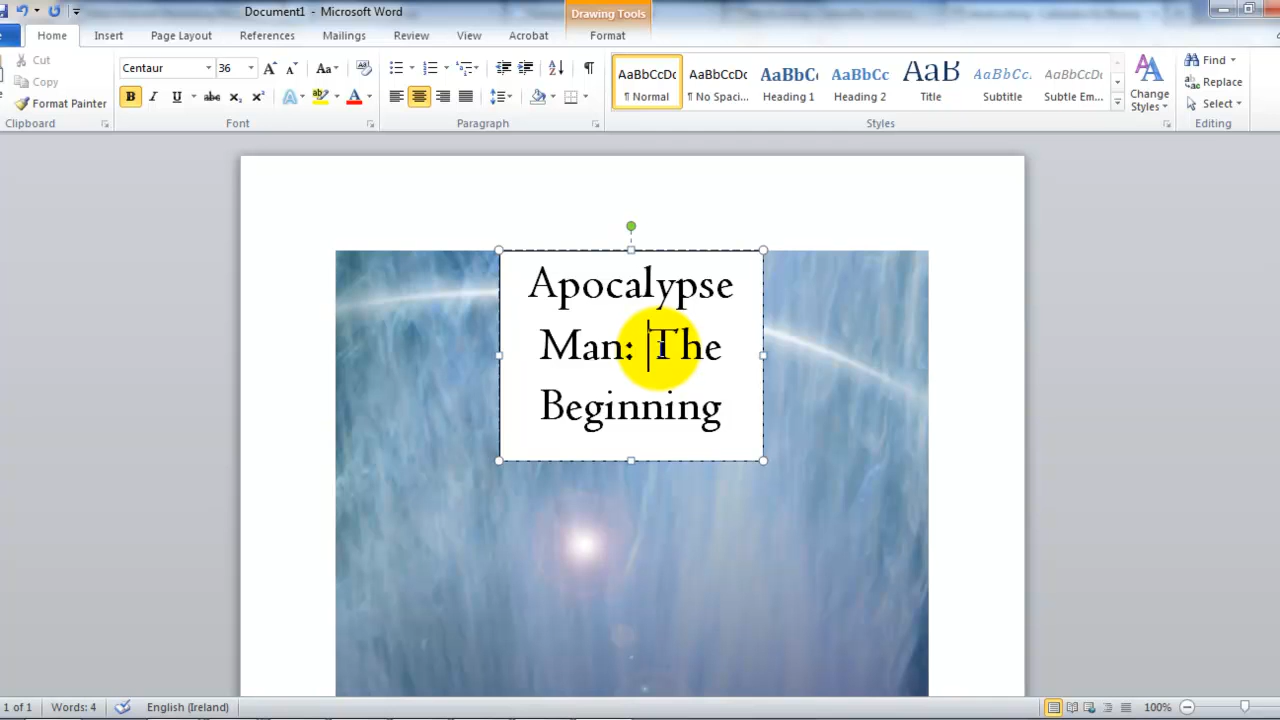 Document1 - Microsoft Word
Drawing Tools
Home Insert Page Layout References Mailings Review View Acrobat Format
Cut
Copy
Format Painter
Clipboard
Centaur 36
Font
Paragraph
AaBbCcDc AaBbCcDc AaBbCc AaBbCc AaB AaBbCc. AaBbCcDc
¶ Normal ¶ No Spaci... Heading 1 Heading 2 Title Subtitle Subtle Em...
Styles
Change
Styles
Find
Replace
Select
Editing
Apocalypse
Man: The
Beginning
1 of 1 Words: 4 English (Ireland) 100%